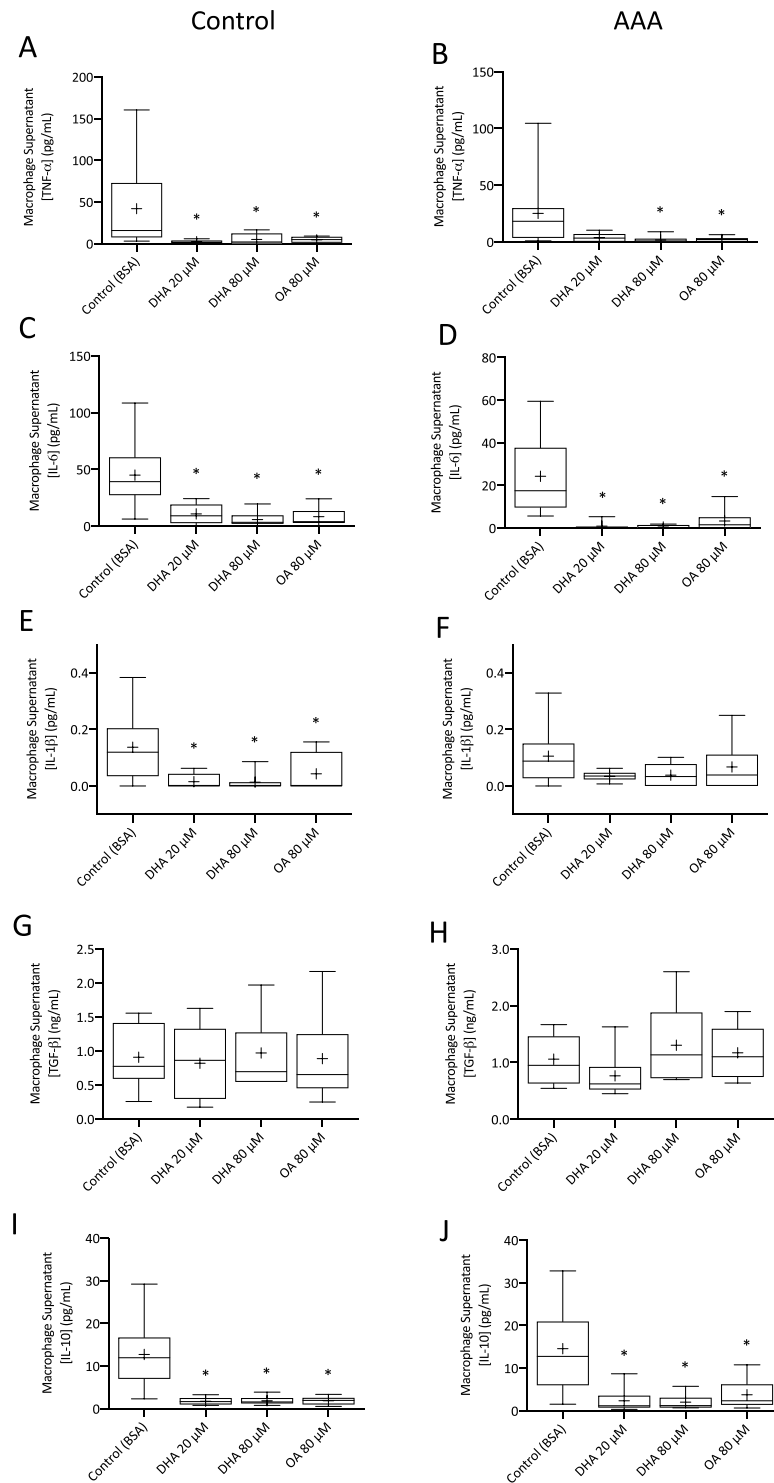 Control
AAA
A
Macrophage Supernatant
[TNF-α] (pg/mL)
200
150
100
50
0
*
*
*
Control (BSA)
DHA 20 µM
DHA 80 µM
OA 80 µM
B
Macrophage Supernatant
[TNF-α] (pg/mL)
150
100
50
0
*
*
Control (BSA)
DHA 20 µM
DHA 80 µM
OA 80 µM
C
Macrophage Supernatant
[IL-6] (pg/mL)
150
100
50
0
*
*
*
Control (BSA)
DHA 20 µM
DHA 80 µM
OA 80 µM
D
Macrophage Supernatant
[IL-6] (pg/mL)
80
60
40
20
0
*
*
*
Control (BSA)
DHA 20 µM
DHA 80 µM
OA 80 µM
E
Macrophage Supernatant
[IL-1β] (pg/mL)
0.4
0.2
0.0
*
*
*
Control (BSA)
DHA 20 µM
DHA 80 µM
OA 80 µM
F
Macrophage Supernatant
[IL-1β] (pg/mL)
0.4
0.2
0.0
Control (BSA)
DHA 20 µM
DHA 80 µM
OA 80 µM
G
Macrophage Supernatant
[TGF-β] (ng/mL)
2.5
2.0
1.5
1.0
0.5
0.0
Control (BSA)
DHA 20 µM
DHA 80 µM
OA 80 µM
H
Macrophage Supernatant
[TGF-β] (ng/mL)
3.0
2.0
1.0
0.0
Control (BSA)
DHA 20 µM
DHA 80 µM
OA 80 µM
I
Macrophage Supernatant
[IL-10] (pg/mL)
40
30
20
10
0
*
*
*
Control (BSA)
DHA 20 µM
DHA 80 µM
OA 80 µM
J
Macrophage Supernatant
[IL-10] (pg/mL)
40
30
20
10
0
*
*
*
Control (BSA)
DHA 20 µM
DHA 80 µM
OA 80 µM